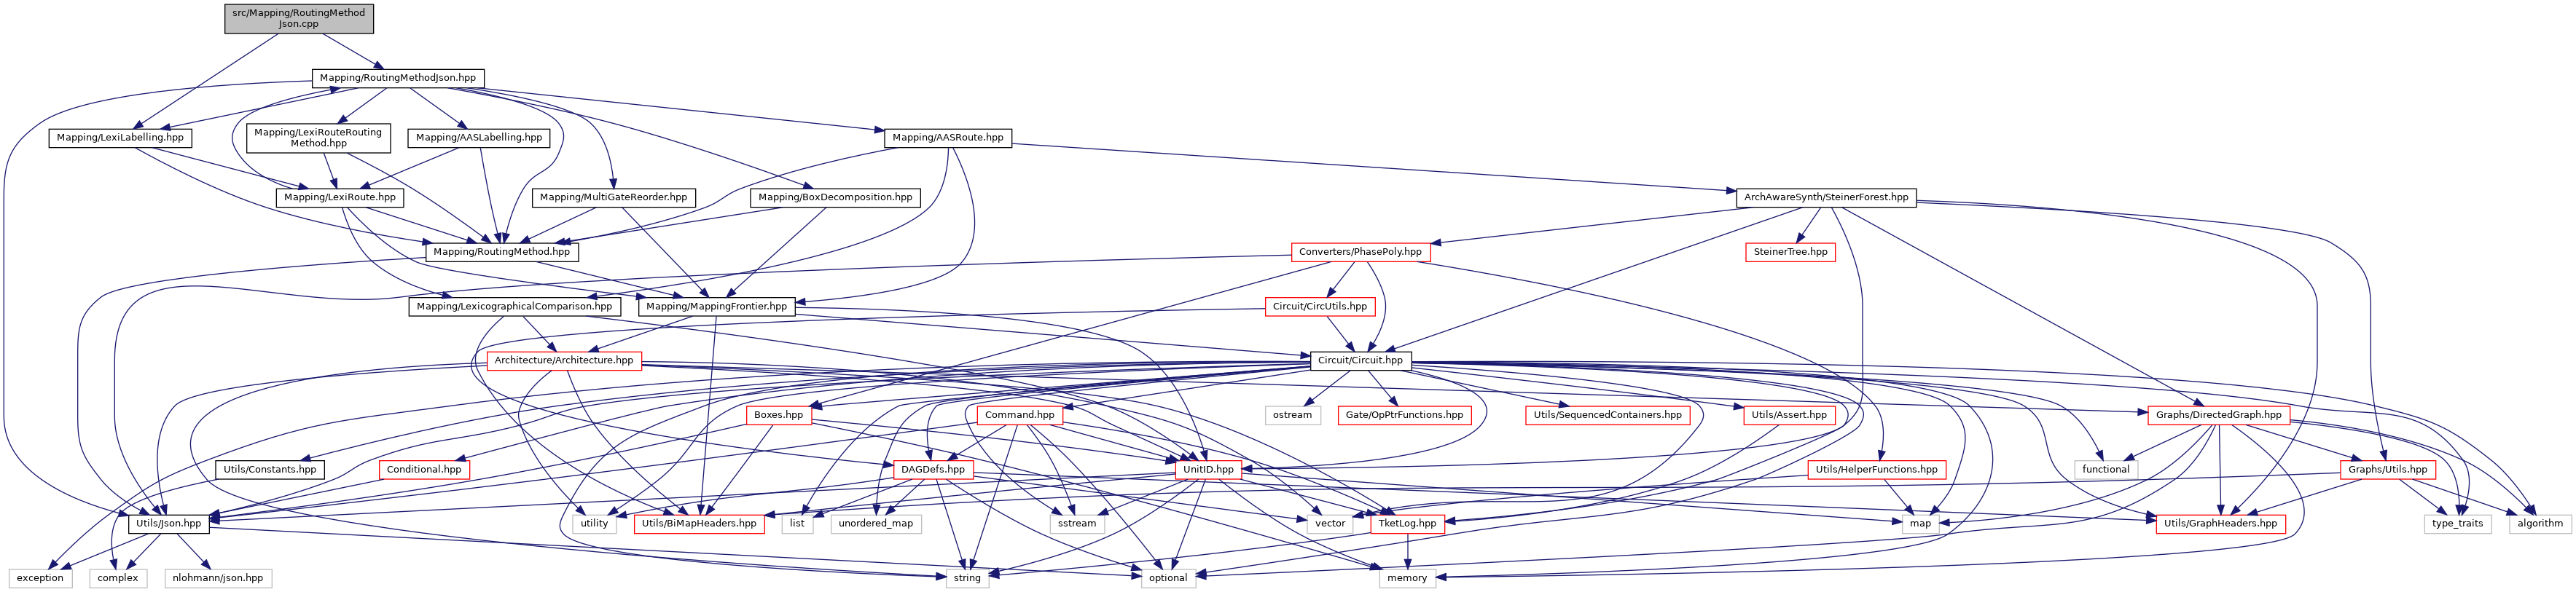 src/Mapping/RoutingMethod
Json.cpp
Mapping/RoutingMethodJson.hpp
Mapping/LexiLabelling.hpp
Mapping/LexiRouteRouting
Method.hpp
Mapping/AASLabelling.hpp
Mapping/AASRoute.hpp
Mapping/LexiRoute.hpp
Mapping/MultiGateReorder.hpp
Mapping/BoxDecomposition.hpp
ArchAwareSynth/SteinerForest.hpp
Mapping/RoutingMethod.hpp
Converters/PhasePoly.hpp
SteinerTree.hpp
Mapping/LexicographicalComparison.hpp
Mapping/MappingFrontier.hpp
Circuit/CircUtils.hpp
Architecture/Architecture.hpp
Circuit/Circuit.hpp
Boxes.hpp
Command.hpp
ostream
Gate/OpPtrFunctions.hpp
Utils/SequencedContainers.hpp
Utils/Assert.hpp
Graphs/DirectedGraph.hpp
Utils/Constants.hpp
Conditional.hpp
DAGDefs.hpp
UnitID.hpp
Utils/HelperFunctions.hpp
functional
Graphs/Utils.hpp
Utils/Json.hpp
utility
Utils/BiMapHeaders.hpp
list
unordered_map
sstream
vector
TketLog.hpp
map
Utils/GraphHeaders.hpp
type_traits
algorithm
exception
complex
nlohmann/json.hpp
string
optional
memory